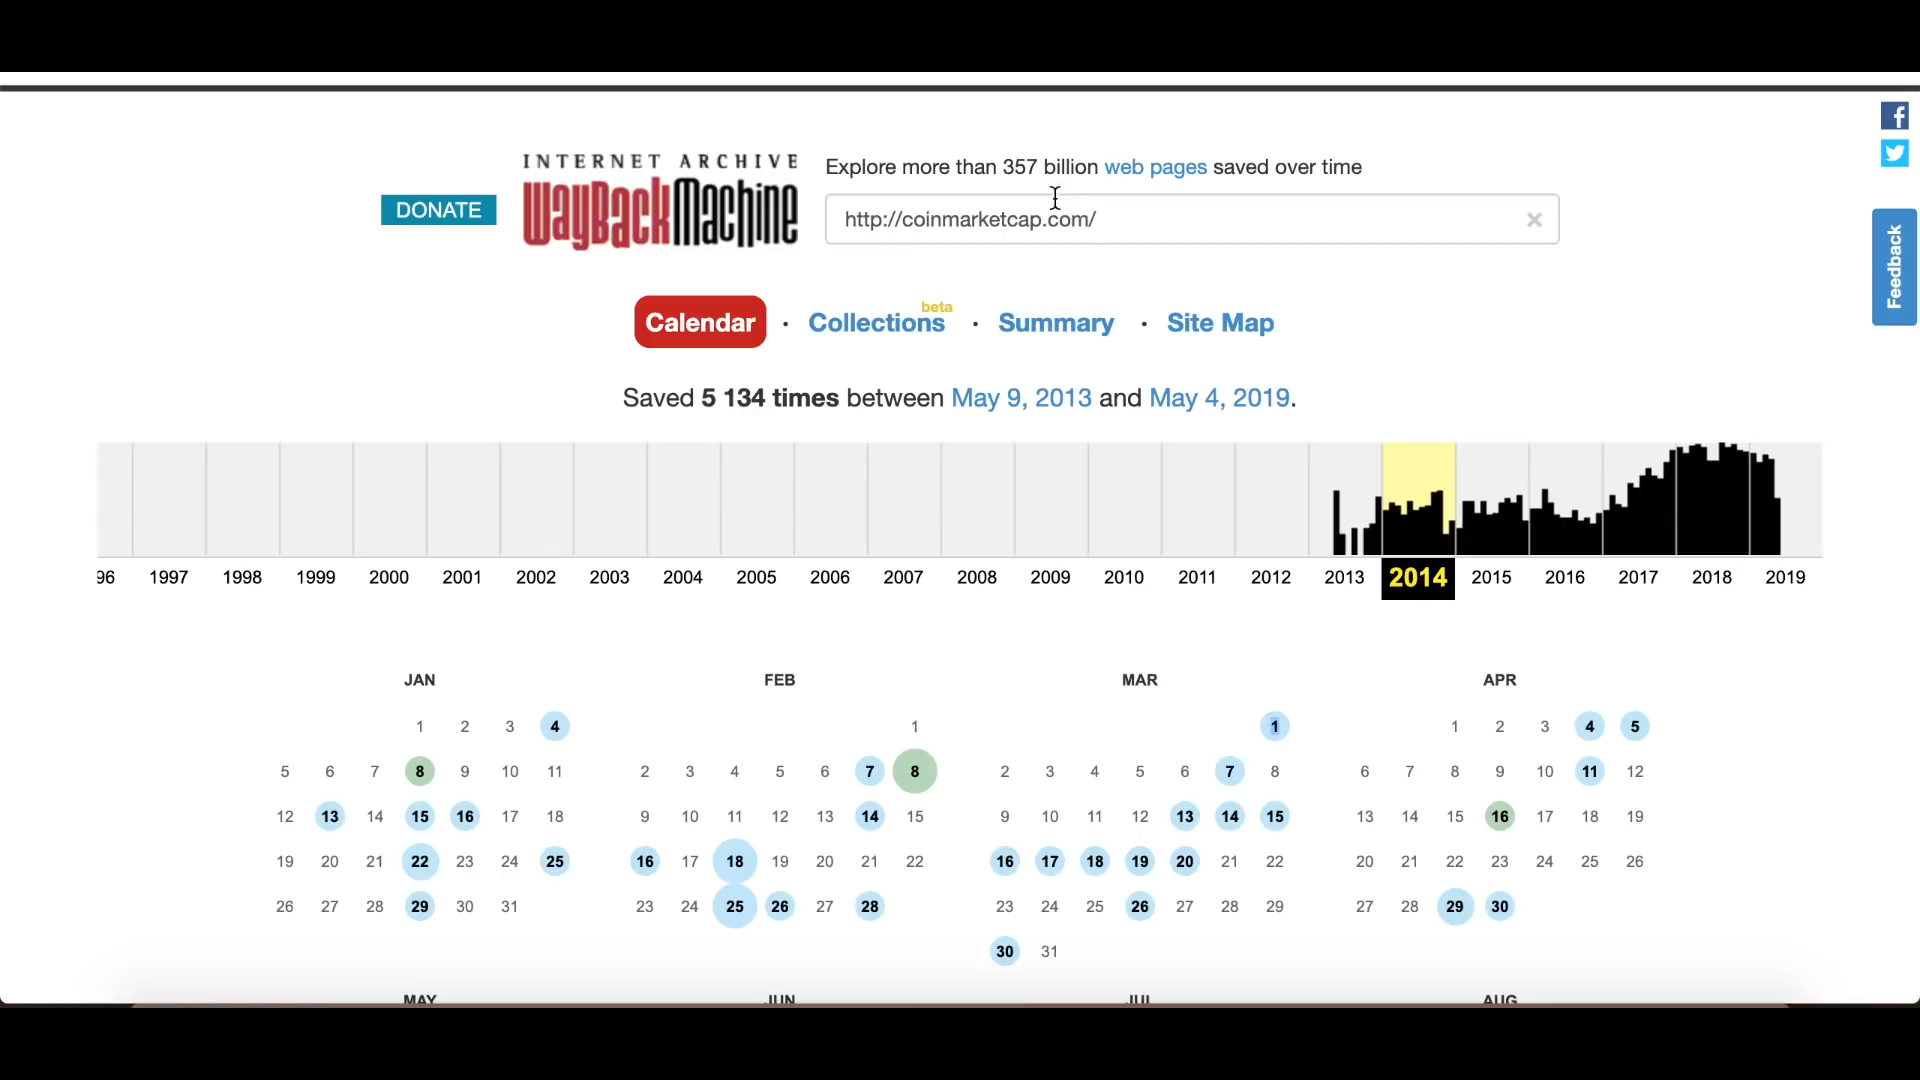 INTERNET ARCHIVE
WayBackMachine
DONATE
Explore more than 357 billion web pages saved over time
http://coinmarketcap.com/
Feedback
Calendar · Collections beta · Summary · Site Map
Saved 5 134 times between May 9, 2013 and May 4, 2019.
96 1997 1998 1999 2000 2001 2002 2003 2004 2005 2006 2007 2008 2009 2010 2011 2012 2013 2014 2015 2016 2017 2018 2019
JAN
1 2 3 4
5 6 7 8 9 10 11
12 13 14 15 16 17 18
19 20 21 22 23 24 25
26 27 28 29 30 31
FEB
1
2 3 4 5 6 7 8
9 10 11 12 13 14 15
16 17 18 19 20 21 22
23 24 25 26 27 28
MAR
1
2 3 4 5 6 7 8
9 10 11 12 13 14 15
16 17 18 19 20 21 22
23 24 25 26 27 28 29
30 31
APR
1 2 3 4 5
6 7 8 9 10 11 12
13 14 15 16 17 18 19
20 21 22 23 24 25 26
27 28 29 30
MAY JUN JUL AUG